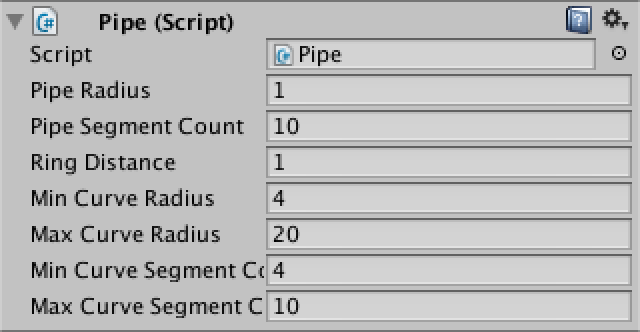 Pipe (Script)
Script Pipe
Pipe Radius 1
Pipe Segment Count 10
Ring Distance 1
Min Curve Radius 4
Max Curve Radius 20
Min Curve Segment Co 4
Max Curve Segment C 10